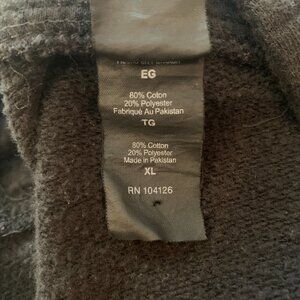 EG
80% Coton
20% Polyester
Fabriqué Au Pakistan
TG
80% Cotton
20% Polyester
Made in Pakistan
XL
RN 104126